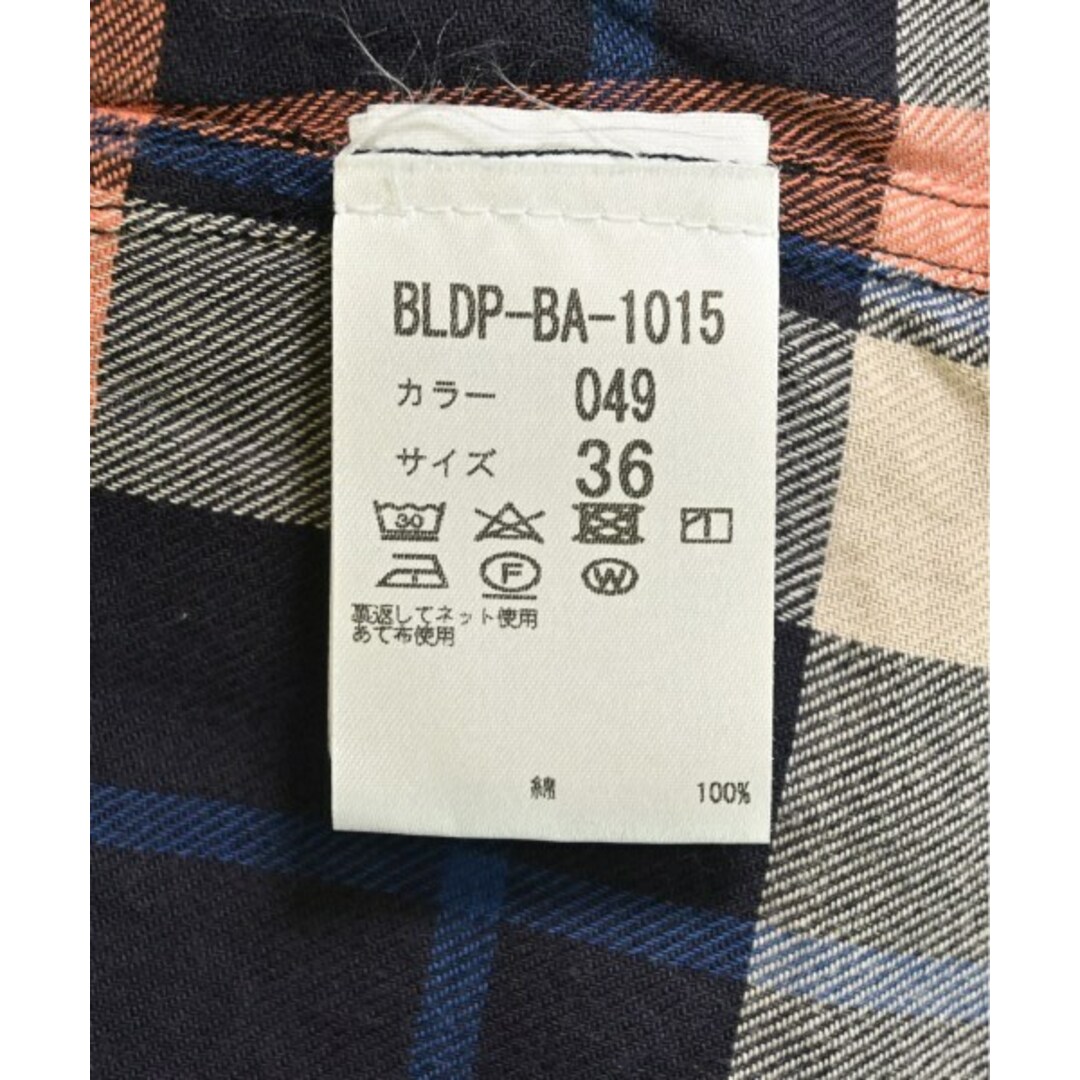 BLDP-BA-1015
カラー 049
サイズ 36
30
F W
裏返してネット使用
あて布使用
綿 100%